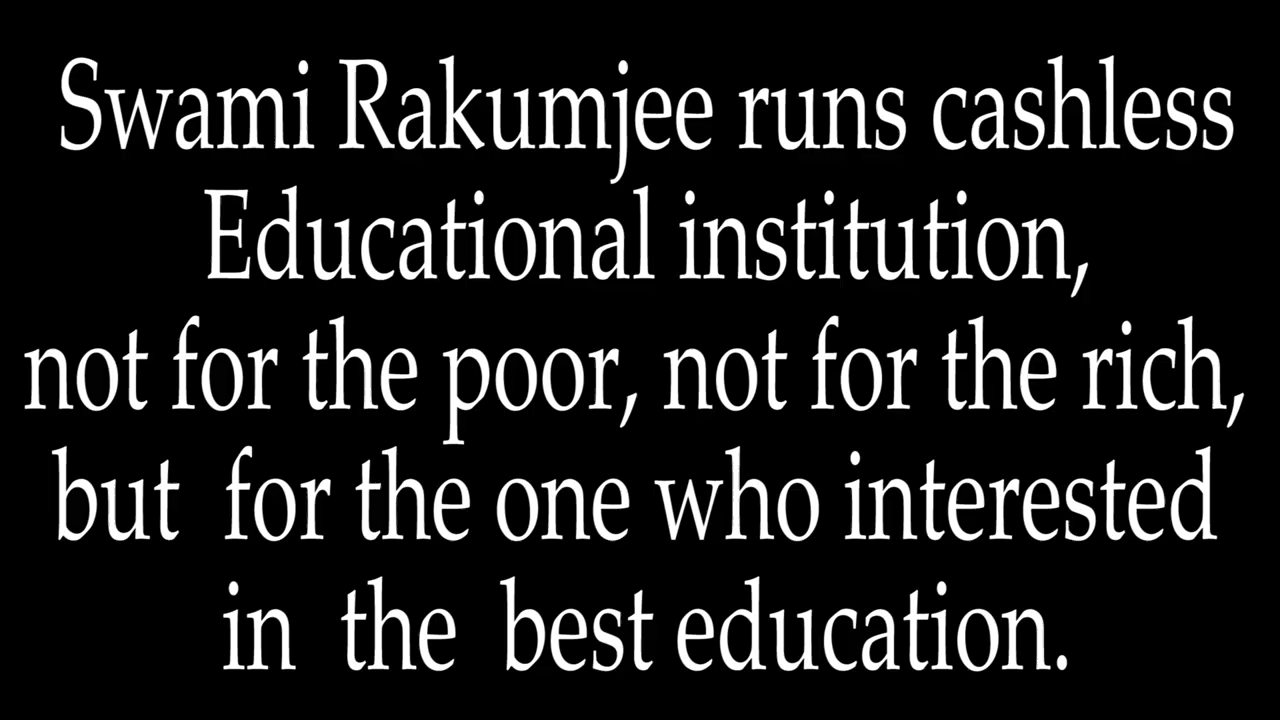 Swami Rakumjee runs cashless
Educational institution,
not for the poor, not for the rich,
but for the one who interested
in the best education.